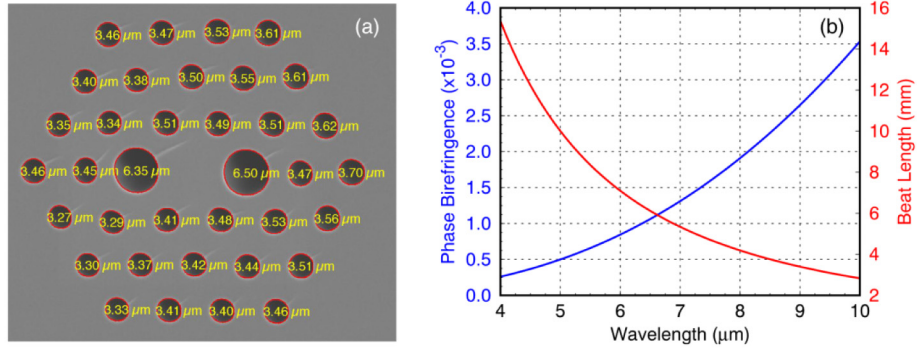 (a)
3.46 μm 3.47 μm 3.53 μm 3.61 μm
3.40 μm 3.38 μm 3.50 μm 3.55 μm 3.61 μm
3.35 μm 3.34 μm 3.51 μm 3.49 μm 3.51 μm 3.62 μm
3.46 μm 3.45 μm 6.35 μm 6.50 μm 3.47 μm 3.70 μm
3.27 μm 3.29 μm 3.41 μm 3.48 μm 3.53 μm 3.56 μm
3.30 μm 3.37 μm 3.42 μm 3.44 μm 3.51 μm
3.33 μm 3.41 μm 3.40 μm 3.46 μm
(b)
Phase Birefringence (x10-3)
4.0
3.5
3.0
2.5
2.0
1.5
1.0
0.5
0.0
4 5 6 7 8 9 10
Wavelength (μm)
16
14
12
10
8
6
4
2
Beat Length (mm)